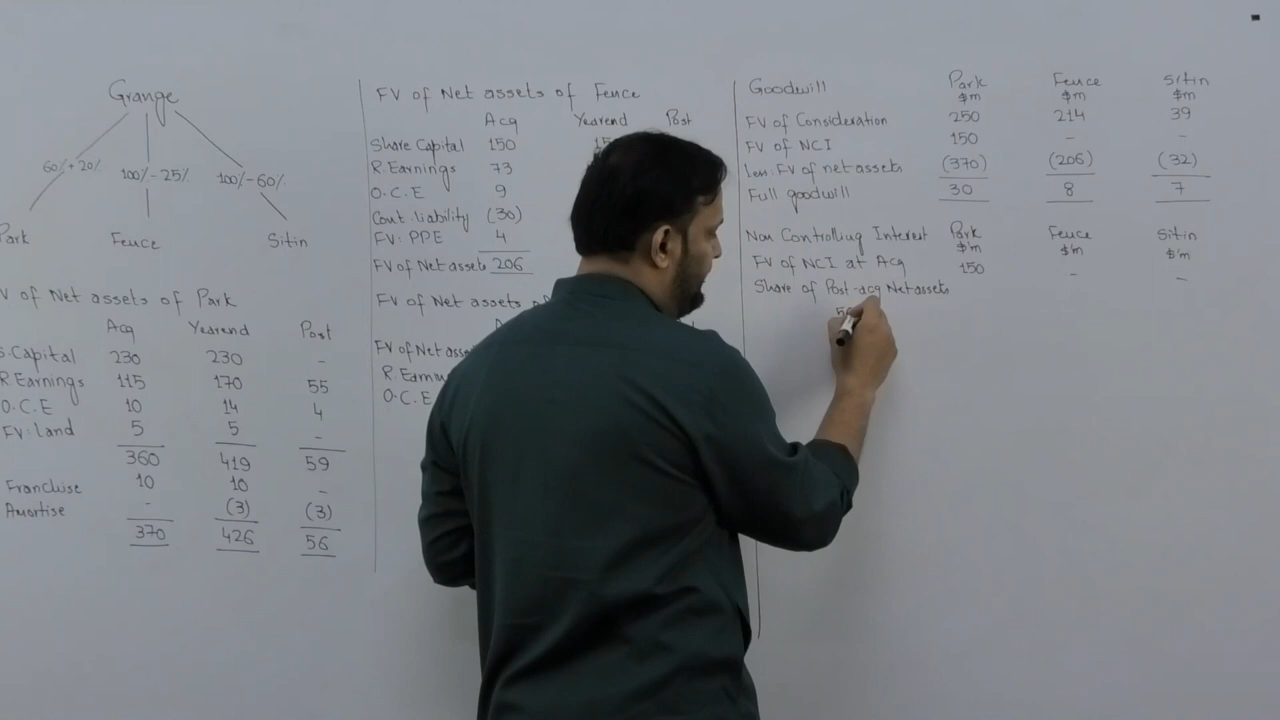 Grange
60%+20%
100%-25%
100%-60%
Park
Fence
Sitin
V of Net assets of Park
Acq Yearend Post
S.Capital 230 230 -
R.Earnings 115 170 55
O.C.E 10 14 4
FV:Land 5 5 -
360 419 59
Franchise 10 10 -
Amortise - (3) (3)
370 426 56
FV of Net assets of Fence
Acq Yearend Post
Share Capital 150 15
R.Earnings 73
O.C.E 9
Cont.liability (30)
FV:PPE 4
FV of Net assets 206
FV of Net assets of
FV of Net asse
R.Earnin
O.C.E
Goodwill Park Fence Sitin
$m $m $m
FV of Consideration 250 214 39
FV of NCI 150 - -
less:FV of net assets (370) (206) (32)
Full goodwill 30 8 7
Non Controlling Interest Park Fence Sitin
$'m $'m $'m
FV of NCI at Acq 150 - -
Share of Post-acq Net assets